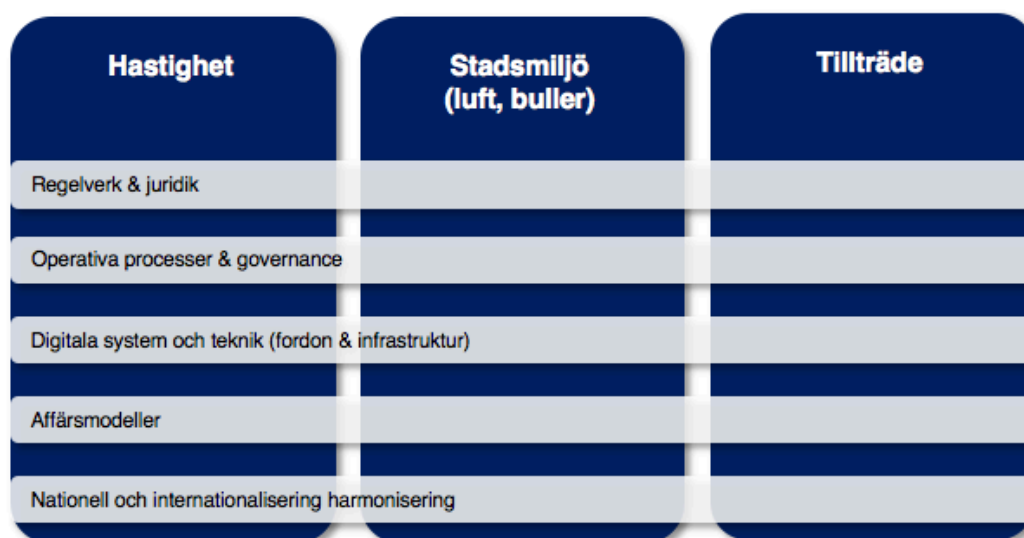 Hastighet
Stadsmiljö
(luft, buller)
Tillträde
Regelverk & juridik
Operativa processer & governance
Digitala system och teknik (fordon & infrastruktur)
Affärsmodeller
Nationell och internationalisering harmonisering